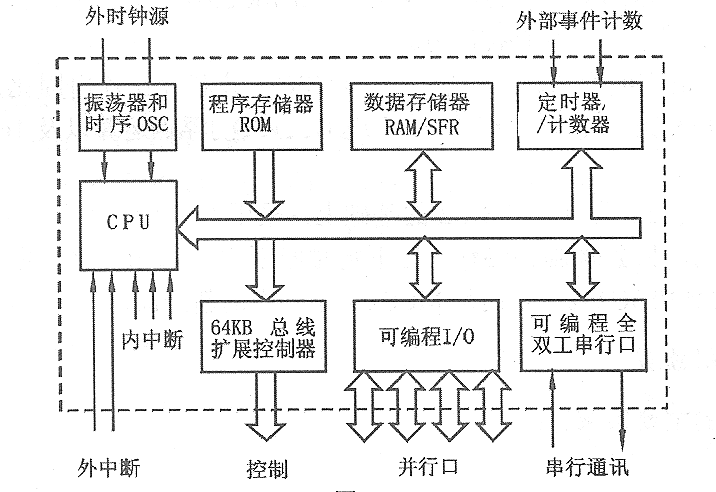 外时钟源
外部事件计数
振荡器和
时序OSC
程序存储器
ROM
数据存储器
RAM/SFR
定时器/
/计数器
CPU
内中断
64KB 总线
扩展控制器
可编程I/O
可编程全
双工串行口
外中断
控制
并行口
串行通讯